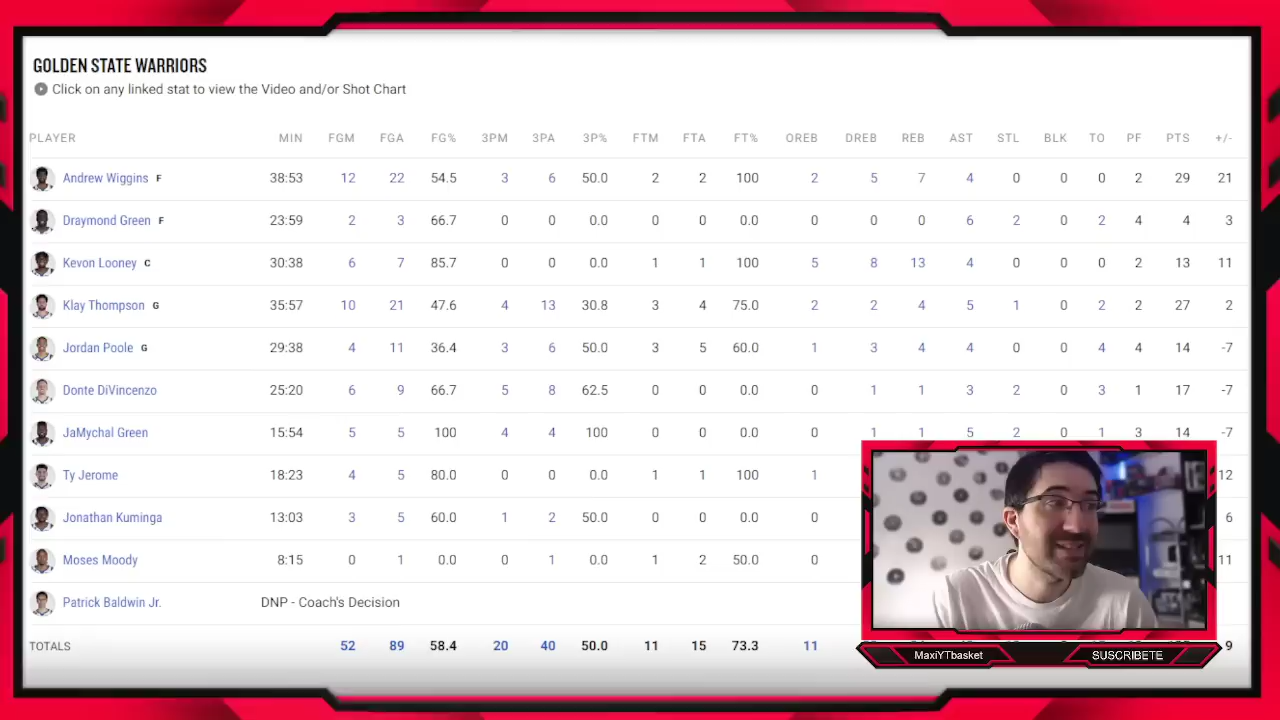 GOLDEN STATE WARRIORS
Click on any linked stat to view the Video and/or Shot Chart
PLAYER MIN FGM FGA FG% 3PM 3PA 3P% FTM FTA FT% OREB DREB REB AST STL BLK TO PF PTS +/-
Andrew Wiggins F 38:53 12 22 54.5 3 6 50.0 2 2 100 2 5 7 4 0 0 0 2 29 21
Draymond Green F 23:59 2 3 66.7 0 0 0.0 0 0 0.0 0 0 0 6 2 0 2 4 4 3
Kevon Looney C 30:38 6 7 85.7 0 0 0.0 1 1 100 5 8 13 4 0 0 0 2 13 11
Klay Thompson G 35:57 10 21 47.6 4 13 30.8 3 4 75.0 2 2 4 5 1 0 2 2 27 2
Jordan Poole G 29:38 4 11 36.4 3 6 50.0 3 5 60.0 1 3 4 4 0 0 4 4 14 -7
Donte DiVincenzo 25:20 6 9 66.7 5 8 62.5 0 0 0.0 0 1 1 3 2 0 3 1 17 -7
JaMychal Green 15:54 5 5 100 4 4 100 0 0 0.0 0 1 1 5 2 0 1 3 14 -7
Ty Jerome 18:23 4 5 80.0 0 0 0.0 1 1 100 1 12
Jonathan Kuminga 13:03 3 5 60.0 1 2 50.0 0 0 0.0 0 6
Moses Moody 8:15 0 1 0.0 0 1 0.0 1 2 50.0 0 11
Patrick Baldwin Jr. DNP - Coach's Decision
TOTALS 52 89 58.4 20 40 50.0 11 15 73.3 11 9
MaxiYTbasket SUSCRIBETE